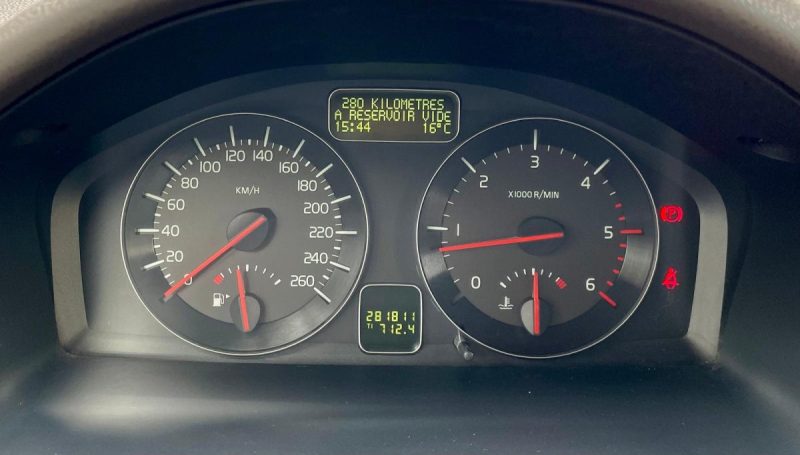 280 KILOMETRES
A RESERVOIR VIDE
15:44 16°C
0 20 40 60 80 100 120 140 160 180 200 220 240 260
KM/H
0 1 2 3 4 5 6
X1000 R/MIN
281811
T1 712.4
P